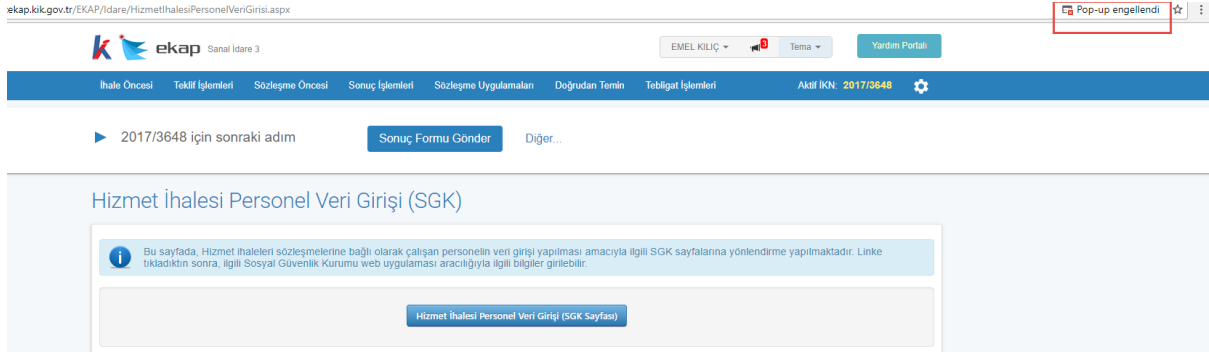 :ekap.kik.gov.tr/EKAP/Idare/HizmetIhalesiPersonelVeriGirisi.aspx Pop-up engellendi
ekap Sanal İdare 3 EMEL KILIÇ 3 Tema Yardım Portalı
İhale Öncesi Teklif İşlemleri Sözleşme Öncesi Sonuç İşlemleri Sözleşme Uygulamaları Doğrudan Temin Tebligat İşlemleri Aktif İKN: 2017/3648
2017/3648 için sonraki adım Sonuç Formu Gönder Diğer...
Hizmet İhalesi Personel Veri Girişi (SGK)
Bu sayfada, Hizmet ihaleleri sözleşmelerine bağlı olarak çalışan personelin veri girişi yapılması amacıyla ilgili SGK sayfalarına yönlendirme yapılmaktadır. Linke
tıkladıktın sonra, ilgili Sosyal Güvenlik Kurumu web uygulaması aracılığıyla ilgili bilgiler girilebilir.
Hizmet İhalesi Personel Veri Girişi (SGK Sayfası)